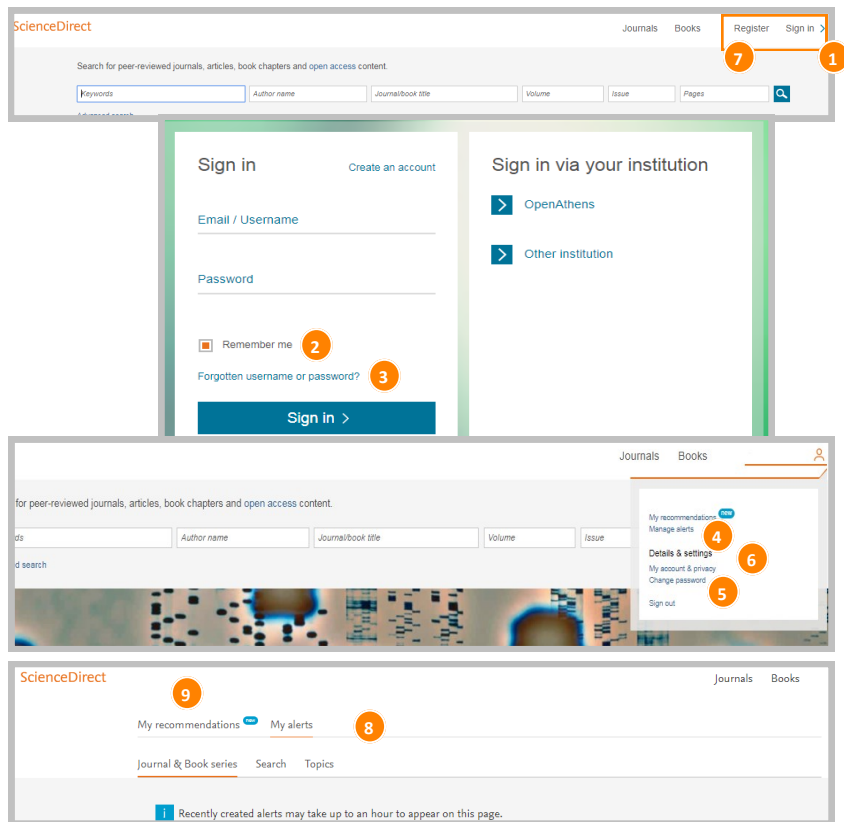 ScienceDirect Journals Books Register Sign in >
7 1
Search for peer-reviewed journals, articles, book chapters and open access content.
Keywords Author name Journal/book title Volume Issue Pages
Advanced search
Sign in Create an account
Email / Username
Password
Remember me 2
Forgotten username or password? 3
Sign in >
Sign in via your institution
OpenAthens
Other institution
Journals Books
for peer-reviewed journals, articles, book chapters and open access content.
ds Author name Journal/book title Volume Issue
d search
My recommendations new
Manage alerts 4
Details & settings 6
My account & privacy
Change password 5
Sign out
ScienceDirect Journals Books
9
My recommendations new My alerts 8
Journal & Book series Search Topics
i Recently created alerts may take up to an hour to appear on this page.